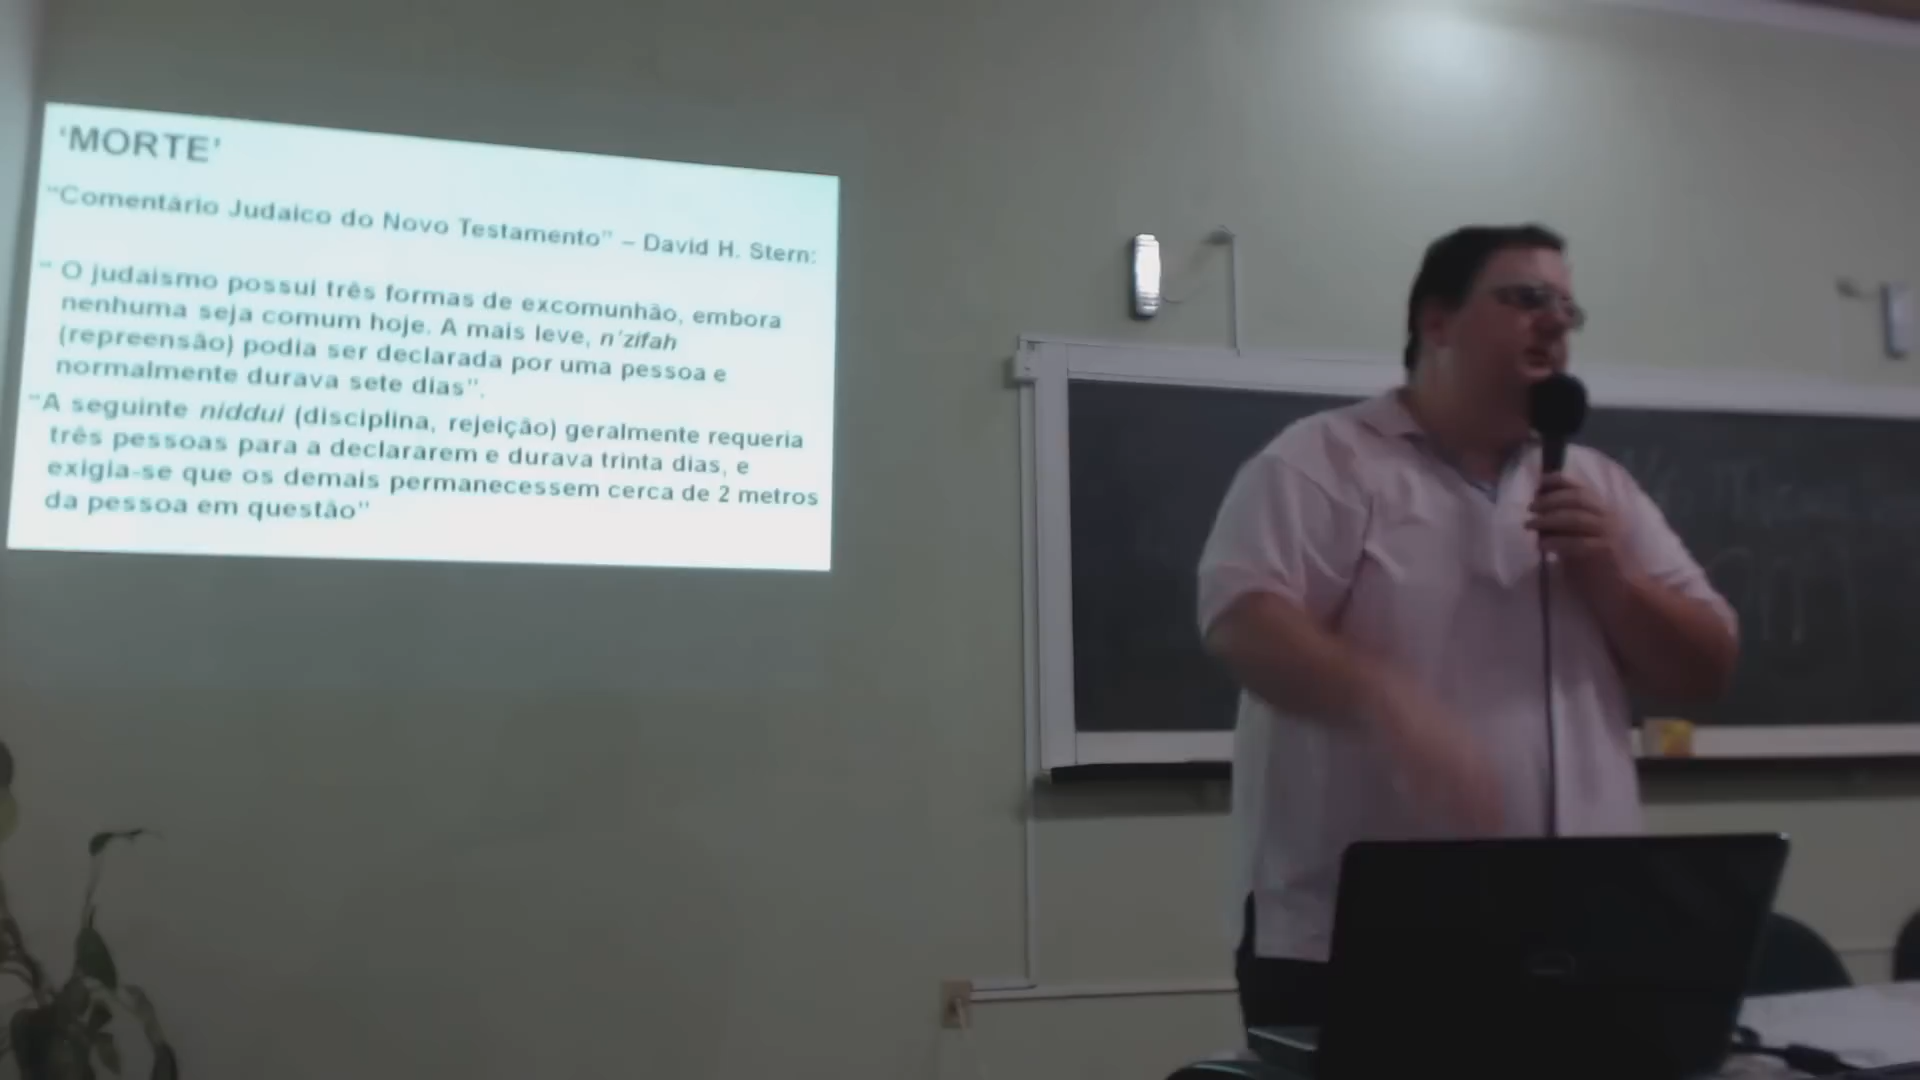 ‘MORTE’
“Comentário Judaico do Novo Testamento” – David H. Stern:
“ O judaismo possui três formas de excomunhão, embora
nenhuma seja comum hoje. A mais leve, n’zifah
(repreensão) podia ser declarada por uma pessoa e
normalmente durava sete dias”.
“A seguinte niddui (disciplina, rejeição) geralmente requeria
três pessoas para a declararem e durava trinta dias, e
exigia-se que os demais permanecessem cerca de 2 metros
da pessoa em questão”